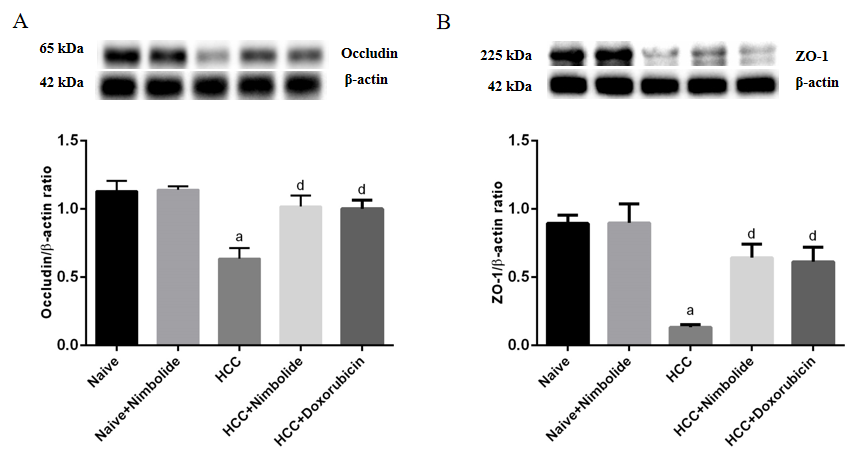 A
65 kDa
Occludin
42 kDa
β-actin
Occludin/β-actin ratio
1.5
1.0
0.5
0.0
a
d
d
Naive
Naive+Nimbolide
HCC
HCC+Nimbolide
HCC+Doxorubicin
B
225 kDa
ZO-1
42 kDa
β-actin
ZO-1/β-actin ratio
1.5
1.0
0.5
0.0
a
d
d
Naive
Naive+Nimbolide
HCC
HCC+Nimbolide
HCC+Doxorubicin